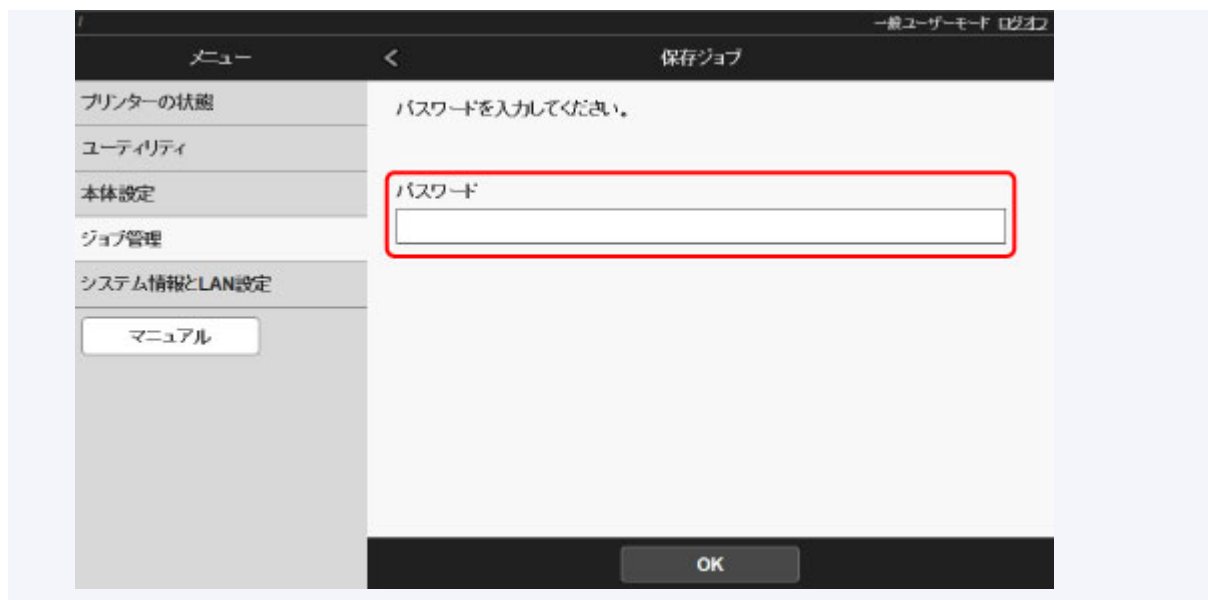 一般ユーザーモード ログオフ
メニュー
< 保存ジョブ
プリンターの状態
ユーティリティ
本体設定
ジョブ管理
システム情報とLAN設定
マニュアル
パスワードを入力してください。
パスワード
OK